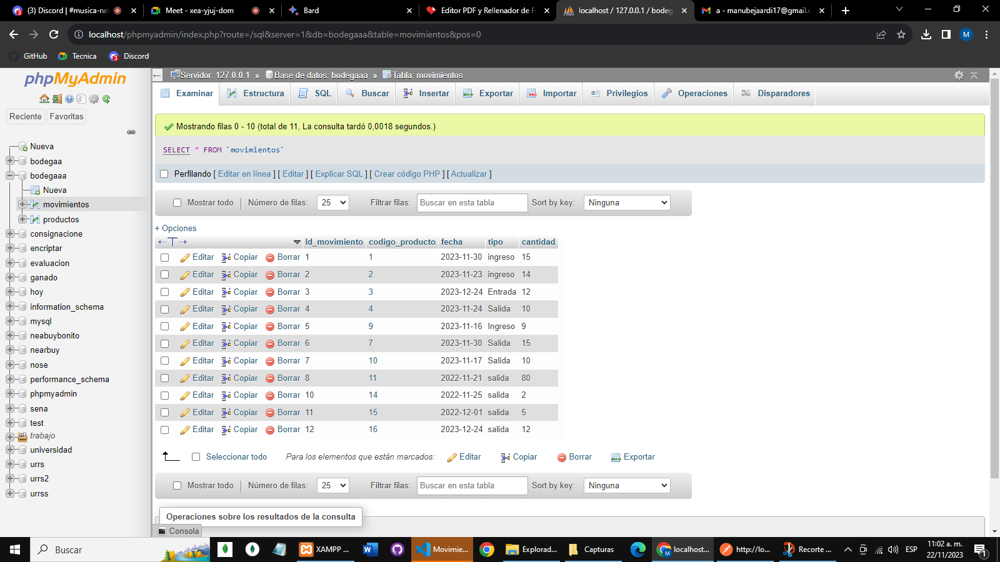 (3) Discord | #musica-nel
Meet - xea-yjuj-dom
Bard
Editor PDF y Rellenador de F
localhost / 127.0.0.1 / bodeg
a - manubejaardi17@gmail.c
localhost/phpmyadmin/index.php?route=/sql&server=1&db=bodegaaa&table=movimientos&pos=0
M
GitHub
Tecnica
Discord
phpMyAdmin
Reciente
Favoritas
Nueva
bodegaa
bodegaaa
Nueva
movimientos
productos
consignacione
encriptar
evaluacion
ganado
hoy
information_schema
mysql
neabuybonito
nearbuy
nose
performance_schema
phpmyadmin
sena
test
trabajo
universidad
urrs
urrs2
urrss
Servidor: 127.0.0.1 » Base de datos: bodegaaa » Tabla: movimientos
Examinar Estructura SQL Buscar Insertar Exportar Importar Privilegios Operaciones Disparadores
Mostrando filas 0 - 10 (total de 11, La consulta tardó 0,0018 segundos.)
SELECT * FROM `movimientos`
Perfilando [ Editar en línea ] [ Editar ] [ Explicar SQL ] [ Crear código PHP ] [ Actualizar ]
Mostrar todo | Número de filas: 25 Filtrar filas: Buscar en esta tabla Sort by key: Ninguna
+ Opciones
←T→ Id_movimiento codigo_producto fecha tipo cantidad
Editar Copiar Borrar 1 1 2023-11-30 ingreso 15
Editar Copiar Borrar 2 2 2023-11-23 ingreso 14
Editar Copiar Borrar 3 3 2023-12-24 Entrada 12
Editar Copiar Borrar 4 4 2023-11-24 Salida 10
Editar Copiar Borrar 5 9 2023-11-16 Ingreso 9
Editar Copiar Borrar 6 7 2023-11-30 Salida 15
Editar Copiar Borrar 7 10 2023-11-17 Salida 10
Editar Copiar Borrar 8 11 2022-11-21 salida 80
Editar Copiar Borrar 10 14 2022-11-25 salida 2
Editar Copiar Borrar 11 15 2022-12-01 salida 5
Editar Copiar Borrar 12 16 2023-12-24 salida 12
Seleccionar todo Para los elementos que están marcados: Editar Copiar Borrar Exportar
Mostrar todo | Número de filas: 25 Filtrar filas: Buscar en esta tabla Sort by key: Ninguna
Operaciones sobre los resultados de la consulta
Consola
Buscar
XAMPP ...
Movimie...
Explorad...
Capturas
localhost...
http://lo...
Recorte ...
ESP
11:02 a. m.
22/11/2023
1